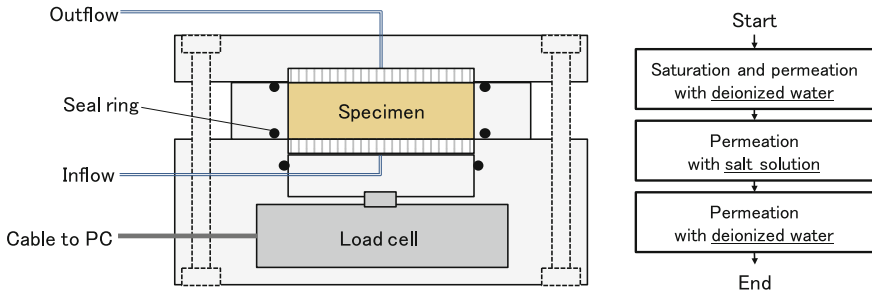 Outflow
Seal ring
Specimen
Inflow
Cable to PC
Load cell
Start
Saturation and permeation
with deionized water
Permeation
with salt solution
Permeation
with deionized water
End